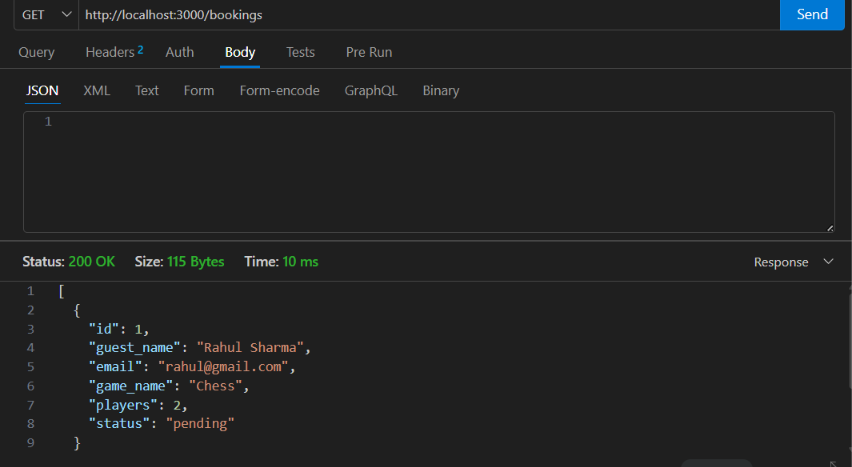 GET http://localhost:3000/bookings Send
Query Headers 2 Auth Body Tests Pre Run
JSON XML Text Form Form-encode GraphQL Binary
1
Status: 200 OK Size: 115 Bytes Time: 10 ms Response
1 [
2 {
3 "id": 1,
4 "guest_name": "Rahul Sharma",
5 "email": "rahul@gmail.com",
6 "game_name": "Chess",
7 "players": 2,
8 "status": "pending"
9 }